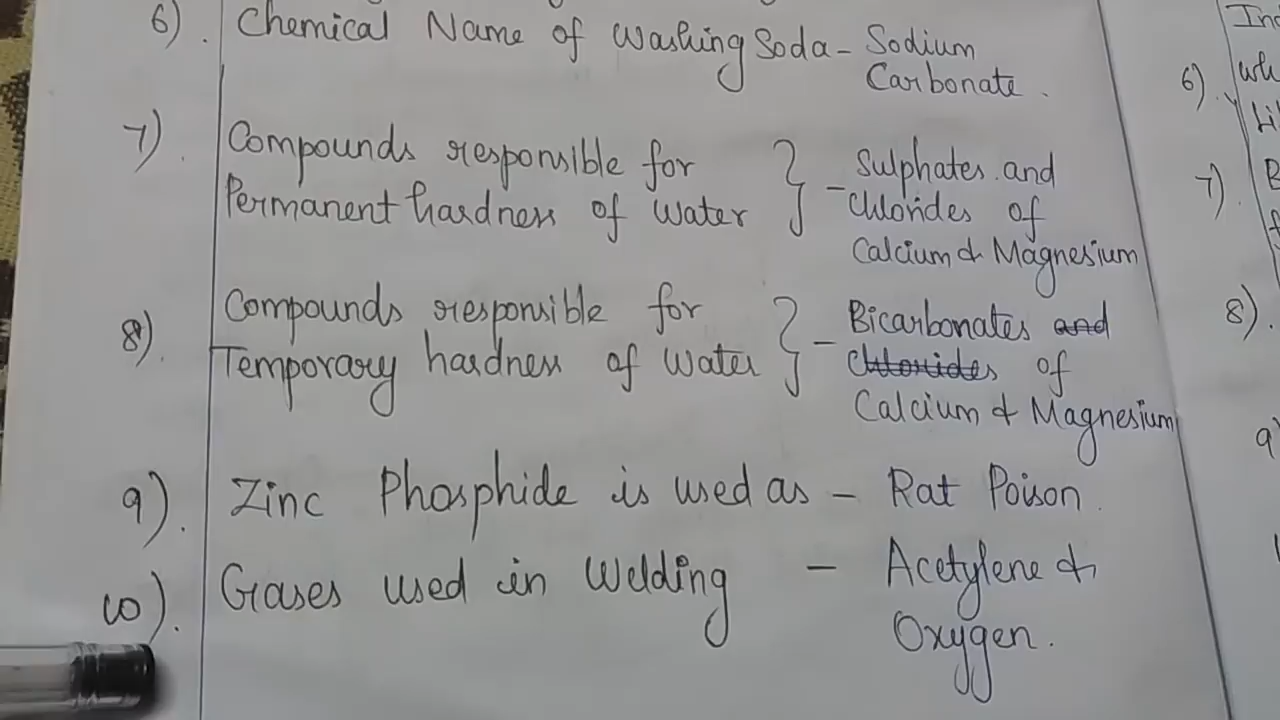 6). Chemical Name of Washing Soda - Sodium
Carbonate.
7). Compounds responsible for
Permanent hardness of Water } - Sulphates and
Chlorides of
Calcium & Magnesium
8). Compounds responsible for
Temporary hardness of Water } - Bicarbonates and
Chlorides of
Calcium & Magnesium
9). Zinc Phosphide is used as - Rat Poison.
10). Gases used in Welding - Acetylene &
Oxygen.
6).
7).
8).